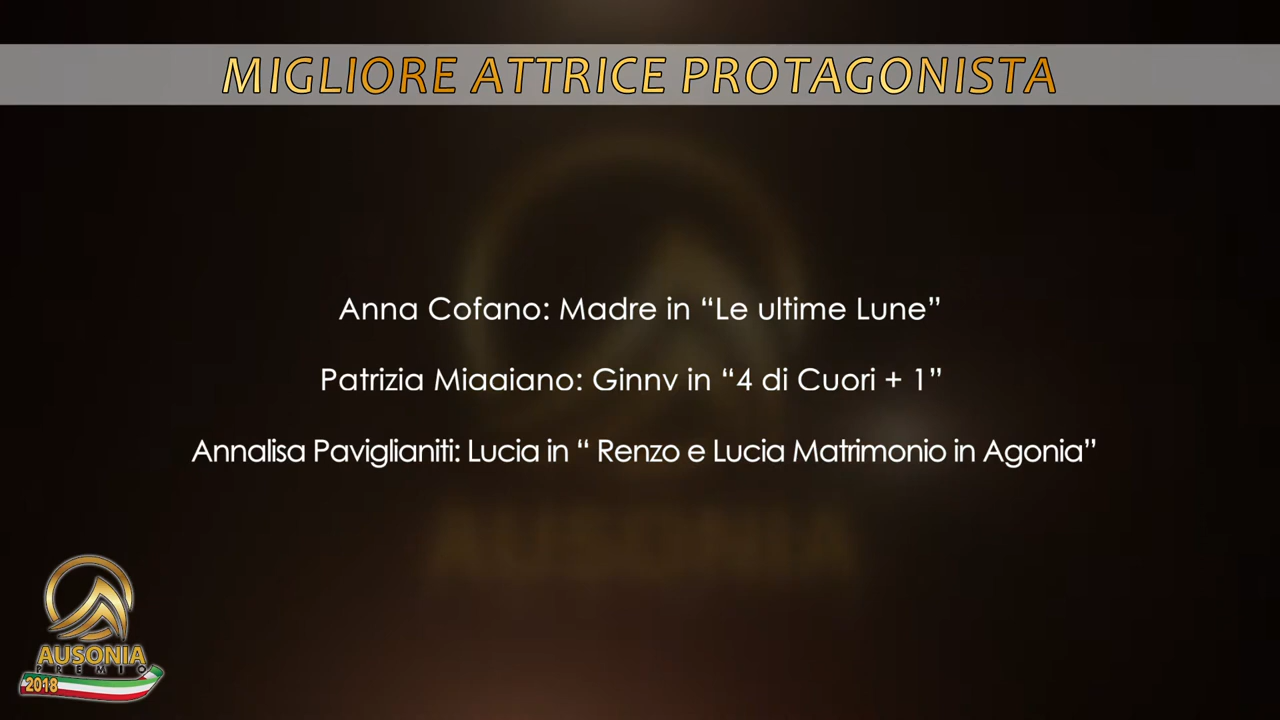 MIGLIORE ATTRICE PROTAGONISTA
Anna Cofano: Madre in “Le ultime Lune”
Patrizia Miggiano: Ginny in “4 di Cuori + 1”
Annalisa Paviglianiti: Lucia in “ Renzo e Lucia Matrimonio in Agonia”
AUSONIA
PREMIO
2018